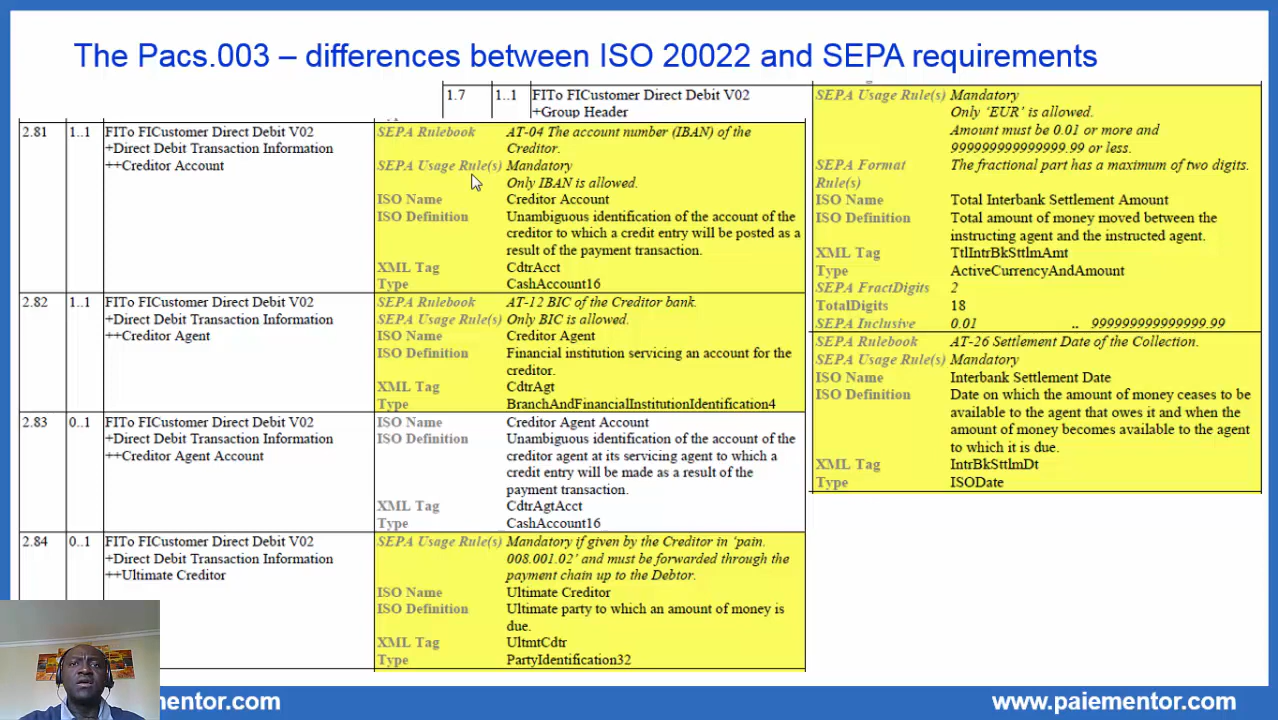 The Pacs.003 – differences between ISO 20022 and SEPA requirements
1.7 1..1 FITo FICustomer Direct Debit V02
+Group Header
2.81 1..1 FITo FICustomer Direct Debit V02
+Direct Debit Transaction Information
++Creditor Account
SEPA Rulebook AT-04 The account number (IBAN) of the
Creditor.
SEPA Usage Rule(s) Mandatory
Only IBAN is allowed.
ISO Name Creditor Account
ISO Definition Unambiguous identification of the account of the
creditor to which a credit entry will be posted as a
result of the payment transaction.
XML Tag CdtrAcct
Type CashAccount16
2.82 1..1 FITo FICustomer Direct Debit V02
+Direct Debit Transaction Information
++Creditor Agent
SEPA Rulebook AT-12 BIC of the Creditor bank.
SEPA Usage Rule(s) Only BIC is allowed.
ISO Name Creditor Agent
ISO Definition Financial institution servicing an account for the
creditor.
XML Tag CdtrAgt
Type BranchAndFinancialInstitutionIdentification4
2.83 0..1 FITo FICustomer Direct Debit V02
+Direct Debit Transaction Information
++Creditor Agent Account
ISO Name Creditor Agent Account
ISO Definition Unambiguous identification of the account of the
creditor agent at its servicing agent to which a
credit entry will be made as a result of the
payment transaction.
XML Tag CdtrAgtAcct
Type CashAccount16
2.84 0..1 FITo FICustomer Direct Debit V02
+Direct Debit Transaction Information
++Ultimate Creditor
SEPA Usage Rule(s) Mandatory if given by the Creditor in ‘pain.
008.001.02’ and must be forwarded through the
payment chain up to the Debtor.
ISO Name Ultimate Creditor
ISO Definition Ultimate party to which an amount of money is
due.
XML Tag UltmtCdtr
Type PartyIdentification32
SEPA Usage Rule(s) Mandatory
Only ‘EUR’ is allowed.
Amount must be 0.01 or more and
999999999999999.99 or less.
SEPA Format The fractional part has a maximum of two digits.
Rule(s)
ISO Name Total Interbank Settlement Amount
ISO Definition Total amount of money moved between the
instructing agent and the instructed agent.
XML Tag TtlIntrBkSttlmAmt
Type ActiveCurrencyAndAmount
SEPA FractDigits 2
TotalDigits 18
SEPA Inclusive 0.01 .. 999999999999999.99
SEPA Rulebook AT-26 Settlement Date of the Collection.
SEPA Usage Rule(s) Mandatory
ISO Name Interbank Settlement Date
ISO Definition Date on which the amount of money ceases to be
available to the agent that owes it and when the
amount of money becomes available to the agent
to which it is due.
XML Tag IntrBkSttlmDt
Type ISODate
mentor.com
www.paiementor.com